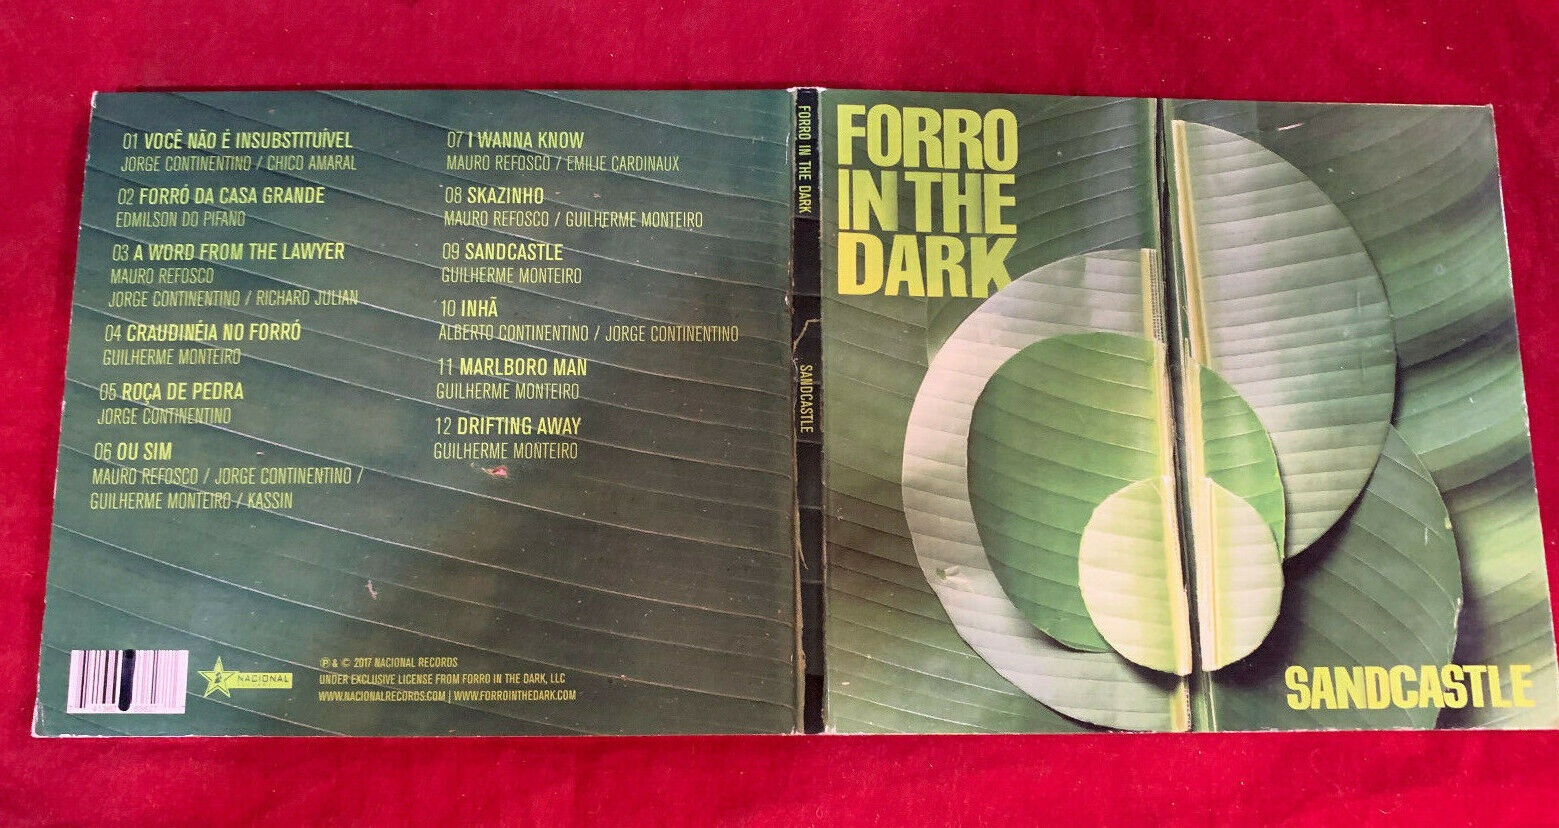 01 VOCÊ NÃO É INSUBSTITUÍVEL
JORGE CONTINENTINO / CHICO AMARAL
02 FORRÓ DA CASA GRANDE
EDMILSON DO PIFANO
03 A WORD FROM THE LAWYER
MAURO REFOSCO
JORGE CONTINENTINO / RICHARD JULIAN
04 CRAUDINÉIA NO FORRÓ
GUILHERME MONTEIRO
05 ROÇA DE PEDRA
JORGE CONTINENTINO
06 OU SIM
MAURO REFOSCO / JORGE CONTINENTINO /
GUILHERME MONTEIRO / KASSIN
07 I WANNA KNOW
MAURO REFOSCO / EMILIE CARDINAUX
08 SKAZINHO
MAURO REFOSCO / GUILHERME MONTEIRO
09 SANDCASTLE
GUILHERME MONTEIRO
10 INHÃ
ALBERTO CONTINENTINO / JORGE CONTINENTINO
11 MARLBORO MAN
GUILHERME MONTEIRO
12 DRIFTING AWAY
GUILHERME MONTEIRO
NACIONAL
℗ & © 2017 NACIONAL RECORDS
UNDER EXCLUSIVE LICENSE FROM FORRO IN THE DARK, LLC
WWW.NACIONALRECORDS.COM | WWW.FORROINTHEDARK.COM
FORRO IN THE DARK
SANDCASTLE
FORRO
IN THE
DARK
SANDCASTLE